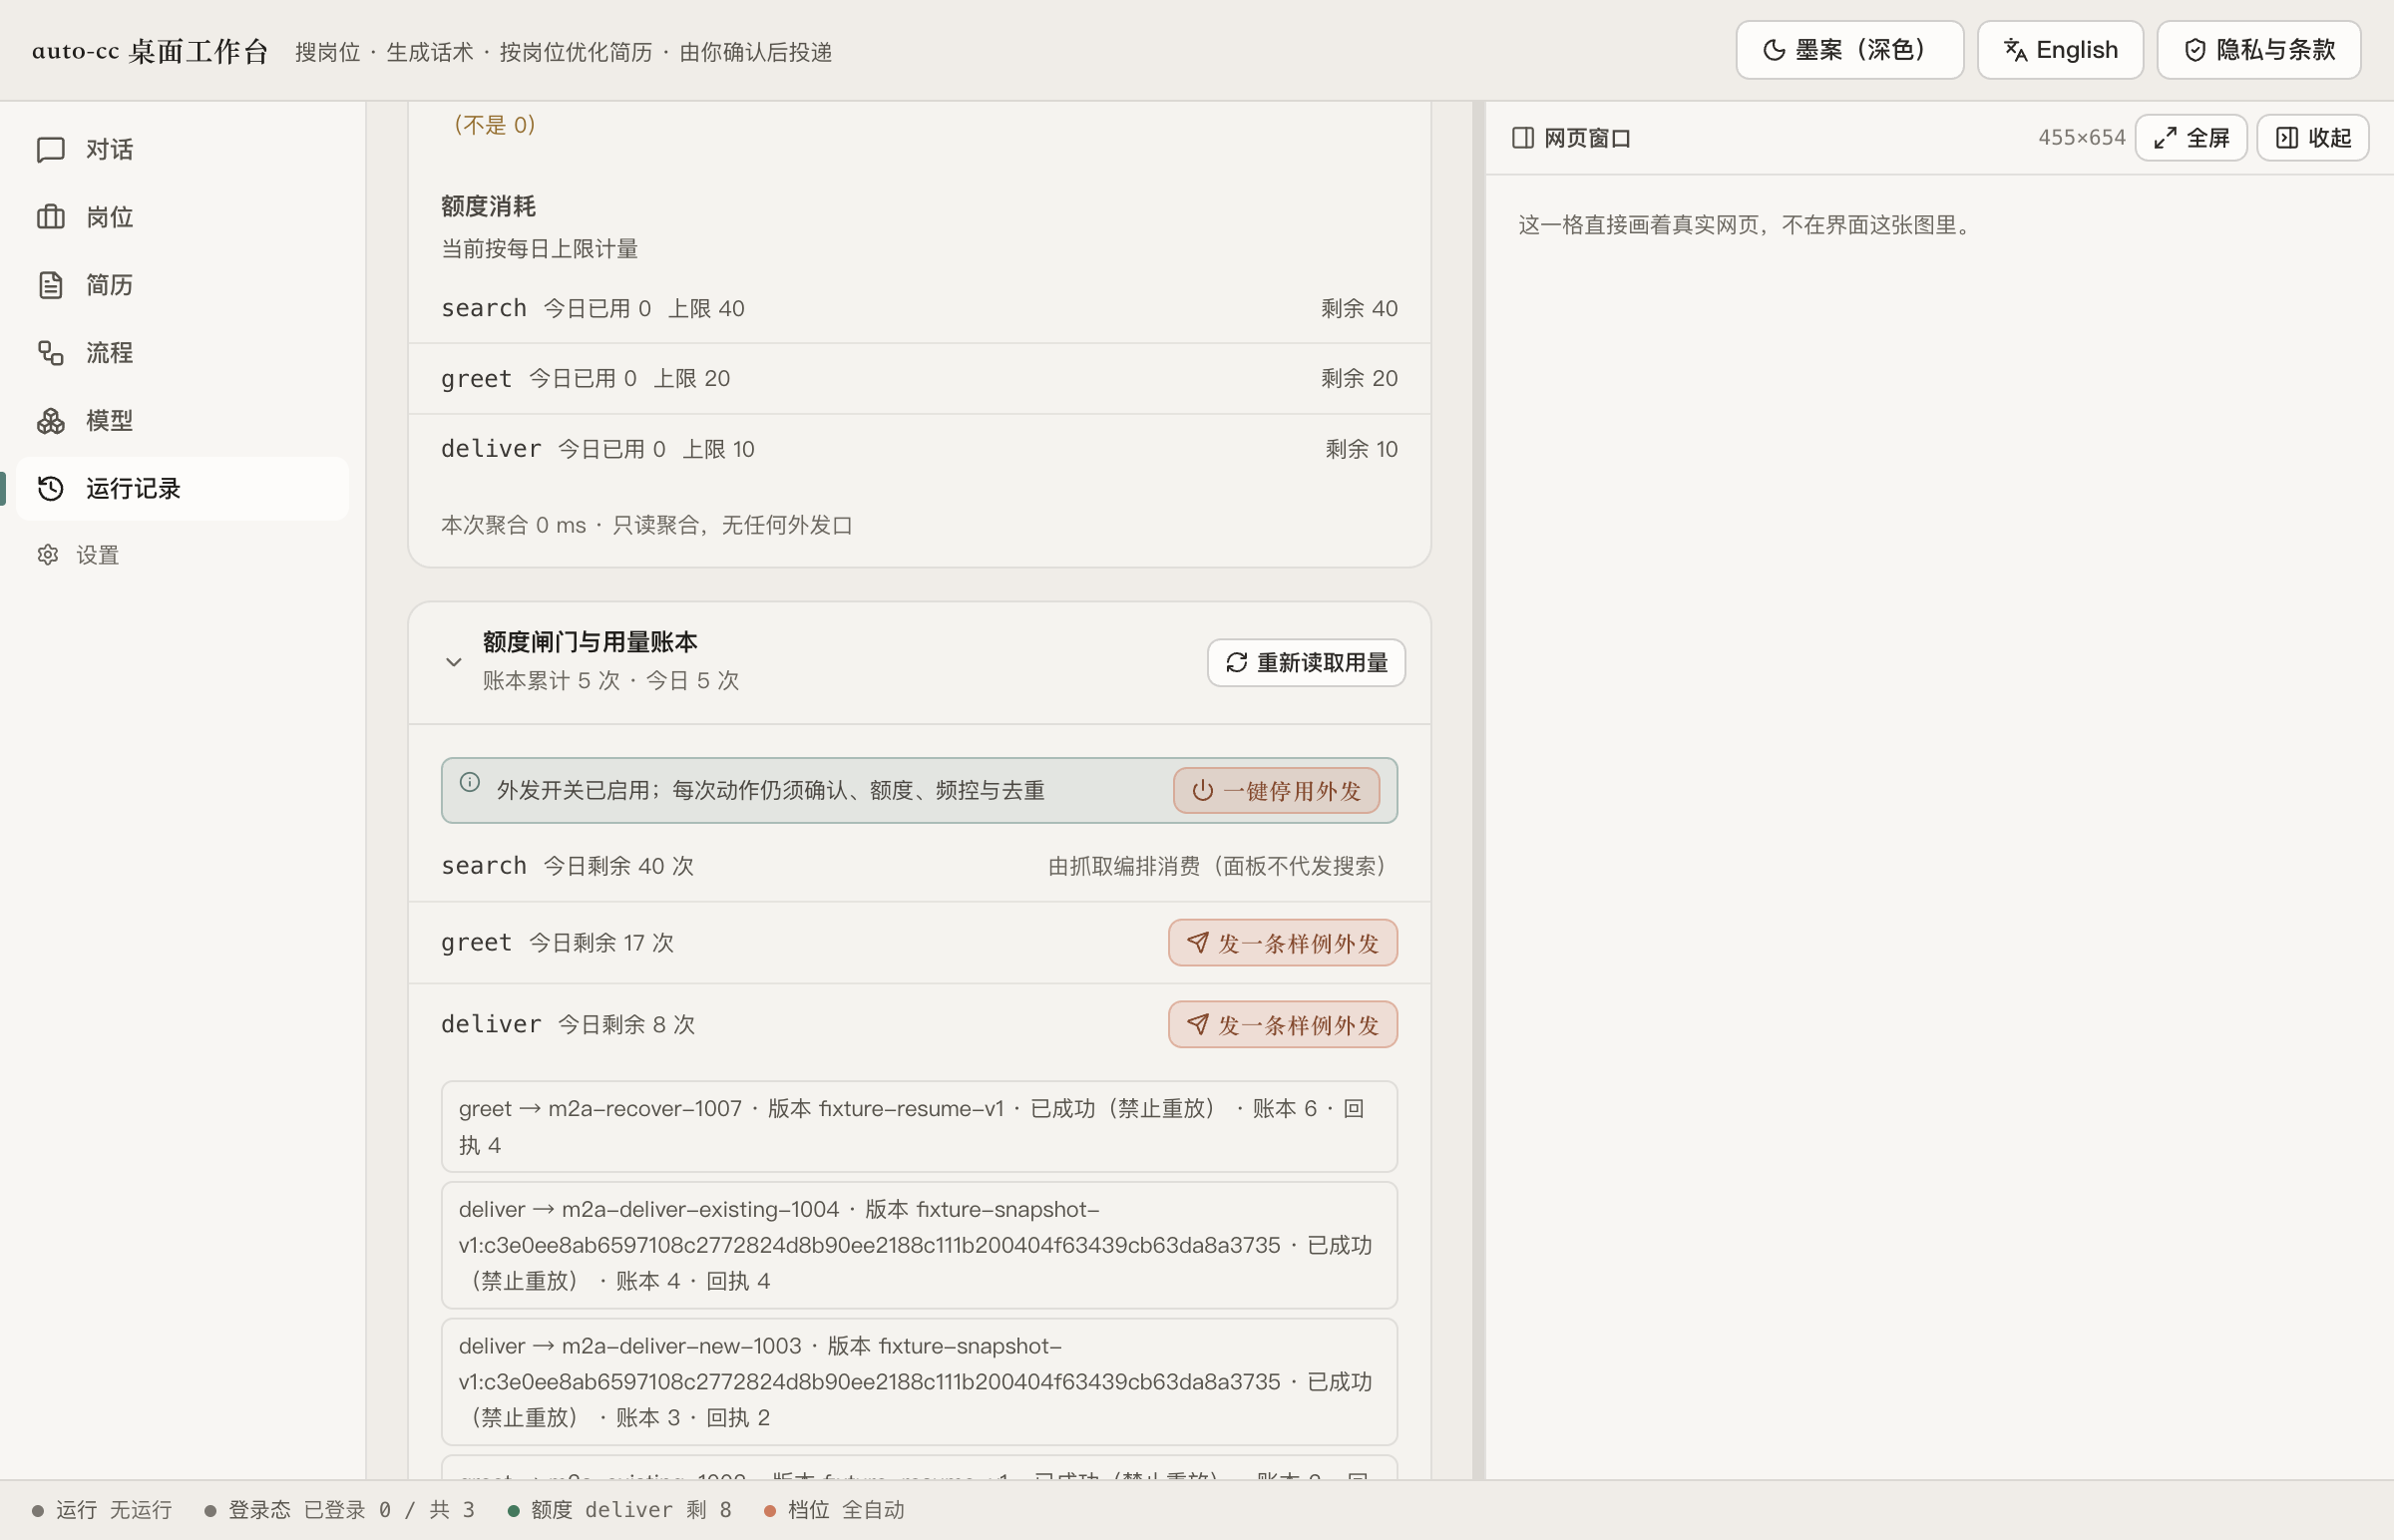 auto-cc 桌面工作台
搜岗位 · 生成话术 · 按岗位优化简历 · 由你确认后投递
墨案（深色）
English
隐私与条款
对话
岗位
简历
流程
模型
运行记录
设置
（不是 0）
额度消耗
当前按每日上限计量
search 今日已用 0 上限 40 剩余 40
greet 今日已用 0 上限 20 剩余 20
deliver 今日已用 0 上限 10 剩余 10
本次聚合 0 ms · 只读聚合，无任何外发口
额度闸门与用量账本
账本累计 5 次 · 今日 5 次
重新读取用量
外发开关已启用；每次动作仍须确认、额度、频控与去重
一键停用外发
search 今日剩余 40 次 由抓取编排消费（面板不代发搜索）
greet 今日剩余 17 次 发一条样例外发
deliver 今日剩余 8 次 发一条样例外发
greet → m2a-recover-1007 · 版本 fixture-resume-v1 · 已成功（禁止重放） · 账本 6 · 回
执 4
deliver → m2a-deliver-existing-1004 · 版本 fixture-snapshot-
v1:c3e0ee8ab6597108c2772824d8b90ee2188c111b200404f63439cb63da8a3735 · 已成功
（禁止重放） · 账本 4 · 回执 4
deliver → m2a-deliver-new-1003 · 版本 fixture-snapshot-
v1:c3e0ee8ab6597108c2772824d8b90ee2188c111b200404f63439cb63da8a3735 · 已成功
（禁止重放） · 账本 3 · 回执 2
网页窗口
455×654
全屏
收起
这一格直接画着真实网页，不在界面这张图里。
运行 无运行
登录态 已登录 0 / 共 3
额度 deliver 剩 8
档位 全自动